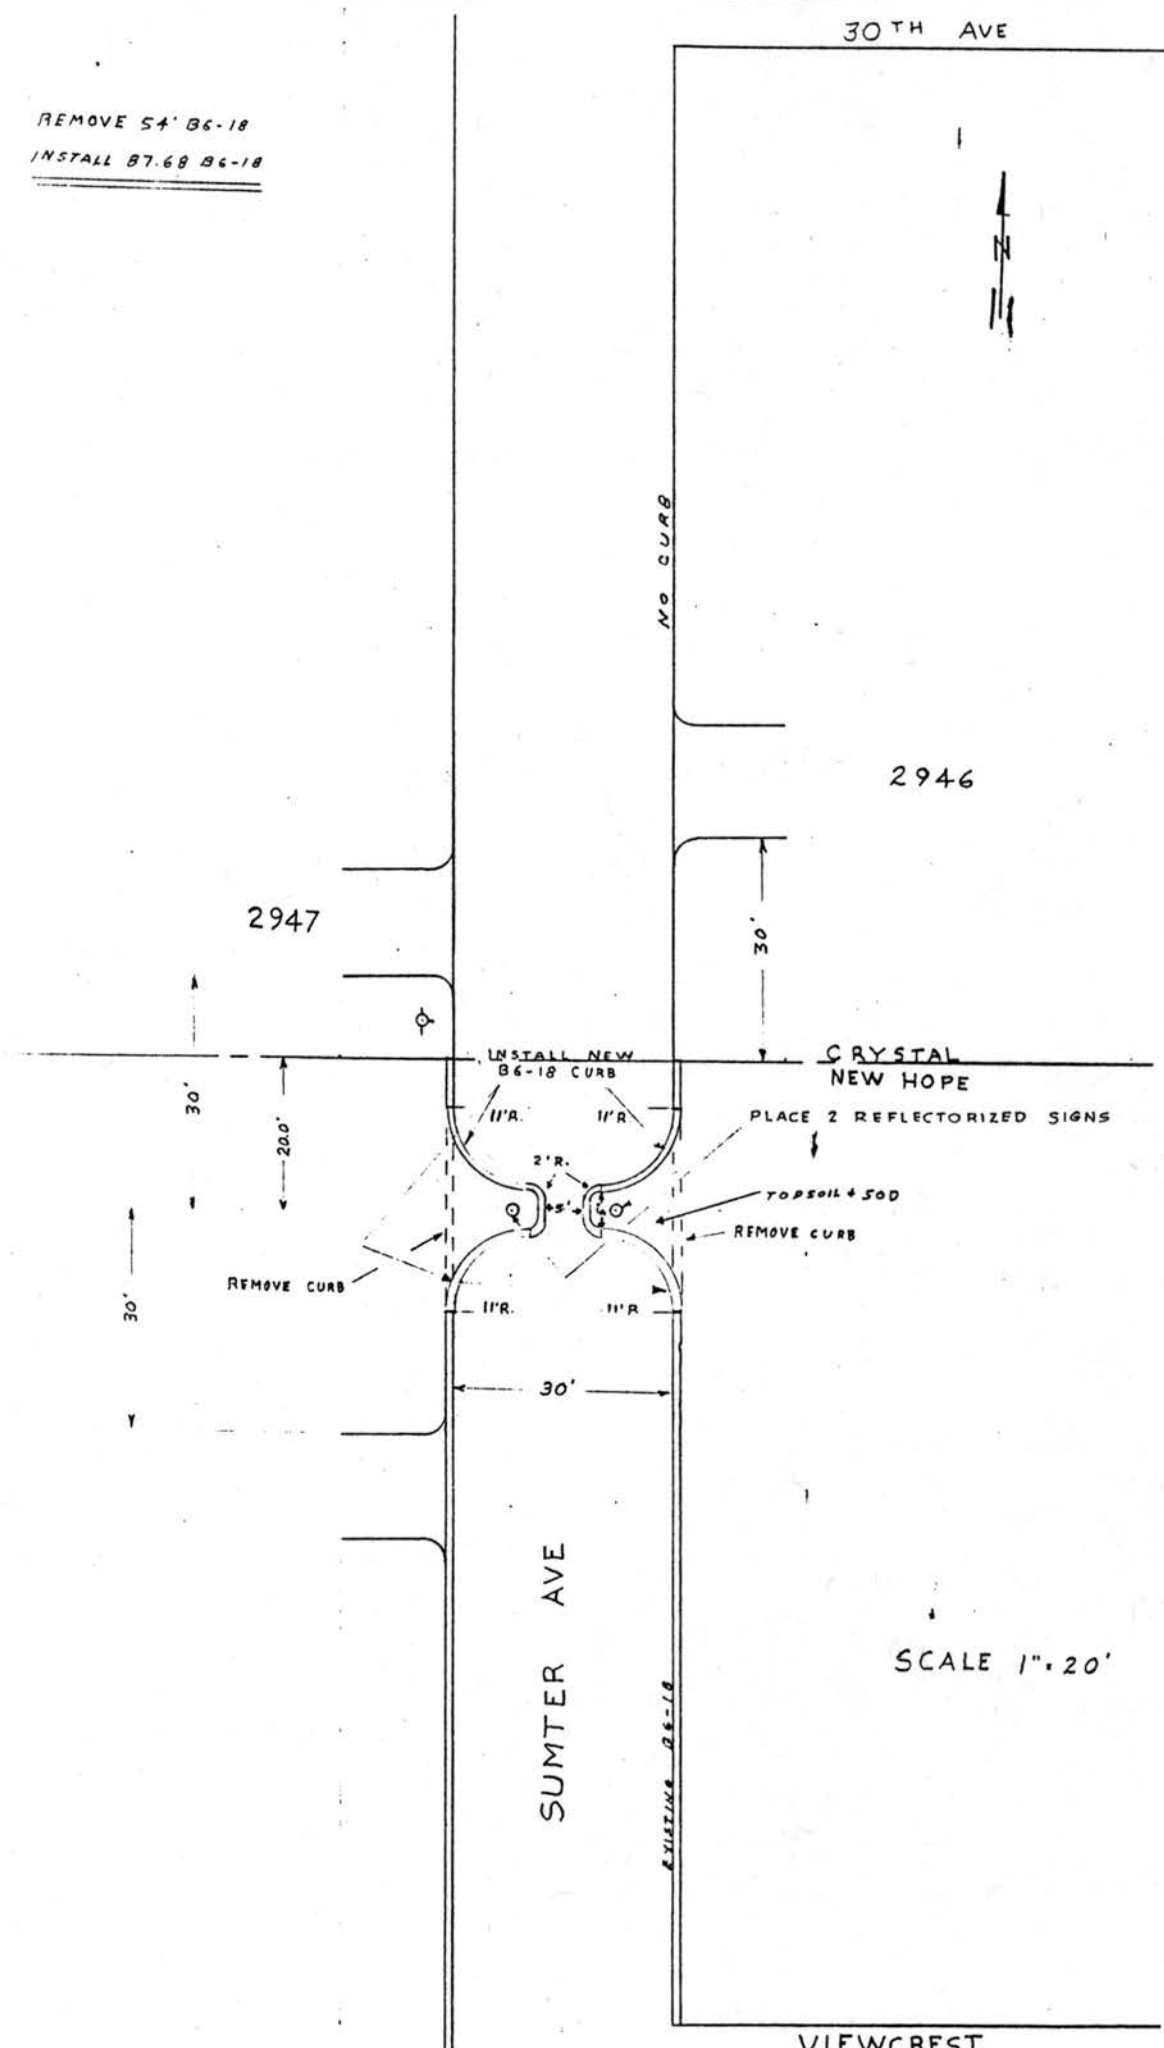 30TH AVE
REMOVE 54' B6-18
INSTALL 87.68 B6-18
N
NO CURB
2946
2947
30'
30'
20.0'
INSTALL NEW
B6-18 CURB
CRYSTAL
NEW HOPE
11'R.
11'R.
PLACE 2 REFLECTORIZED SIGNS
2'R.
5'
TOPSOIL & SOD
REMOVE CURB
REMOVE CURB
30'
11'R.
11'R
30'
SUMTER AVE
SCALE 1"=20'
EXISTING B6-18
VIEWCREST